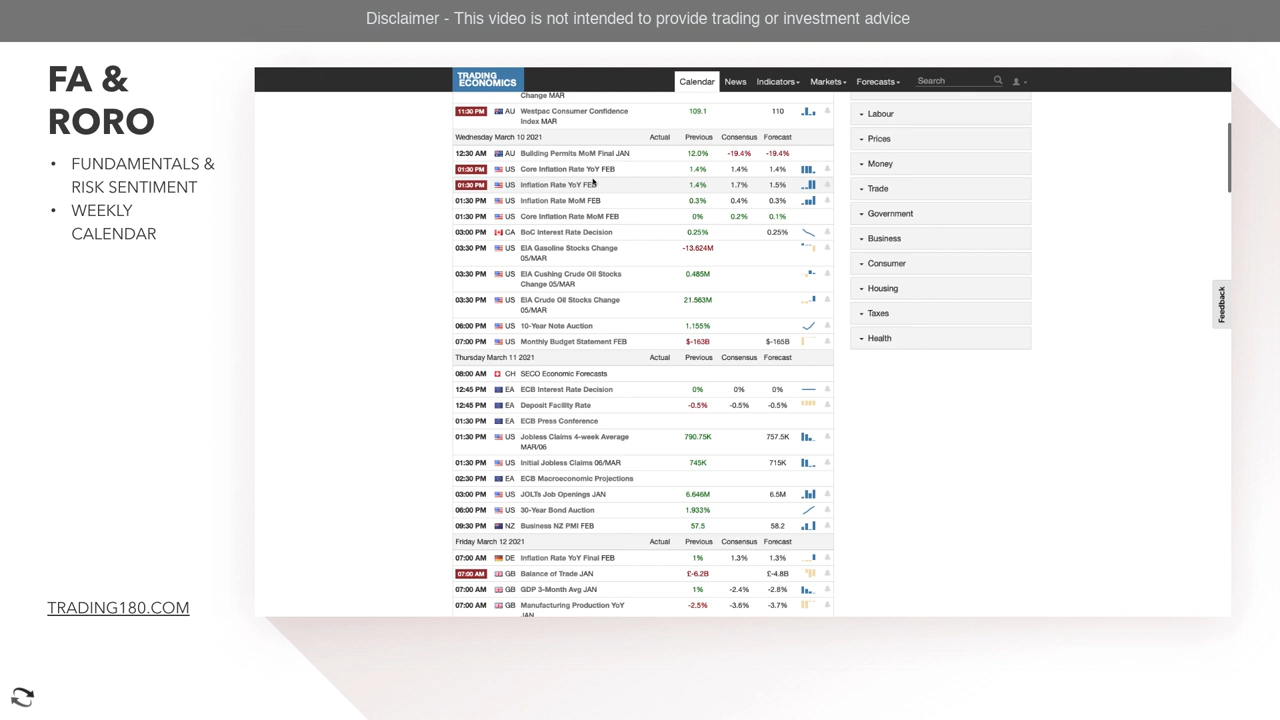 Disclaimer - This video is not intended to provide trading or investment advice
FA &
RORO
• FUNDAMENTALS &
RISK SENTIMENT
• WEEKLY
CALENDAR
TRADING180.COM
TRADING
ECONOMICS
Calendar News Indicators Markets Forecasts Search
Change MAR
11:30 PM AU Westpac Consumer Confidence 109.1 110
Index MAR
Wednesday March 10 2021 Actual Previous Consensus Forecast
12:30 AM AU Building Permits MoM Final JAN 12.0% -19.4% -19.4%
01:30 PM US Core Inflation Rate YoY FEB 1.4% 1.4% 1.4%
01:30 PM US Inflation Rate YoY FEB 1.4% 1.7% 1.5%
01:30 PM US Inflation Rate MoM FEB 0.3% 0.4% 0.3%
01:30 PM US Core Inflation Rate MoM FEB 0% 0.2% 0.1%
03:00 PM CA BoC Interest Rate Decision 0.25% 0.25%
03:30 PM US EIA Gasoline Stocks Change -13.624M
05/MAR
03:30 PM US EIA Cushing Crude Oil Stocks 0.485M
Change 05/MAR
03:30 PM US EIA Crude Oil Stocks Change 21.563M
05/MAR
06:00 PM US 10-Year Note Auction 1.155%
07:00 PM US Monthly Budget Statement FEB $-163B $-165B
Thursday March 11 2021 Actual Previous Consensus Forecast
08:00 AM CH SECO Economic Forecasts
12:45 PM EA ECB Interest Rate Decision 0% 0% 0%
12:45 PM EA Deposit Facility Rate -0.5% -0.5% -0.5%
01:30 PM EA ECB Press Conference
01:30 PM US Jobless Claims 4-week Average 790.75K 757.5K
MAR/06
01:30 PM US Initial Jobless Claims 06/MAR 745K 715K
02:30 PM EA ECB Macroeconomic Projections
03:00 PM US JOLTs Job Openings JAN 6.646M 6.5M
06:00 PM US 30-Year Bond Auction 1.933%
09:30 PM NZ Business NZ PMI FEB 57.5 58.2
Friday March 12 2021 Actual Previous Consensus Forecast
07:00 AM DE Inflation Rate YoY Final FEB 1% 1.3% 1.3%
07:00 AM GB Balance of Trade JAN £-6.2B £-4.8B
07:00 AM GB GDP 3-Month Avg JAN 1% -2.4% -2.8%
07:00 AM GB Manufacturing Production YoY -2.5% -3.6% -3.7%
JAN
Labour
Prices
Money
Trade
Government
Business
Consumer
Housing
Taxes
Health
Feedback